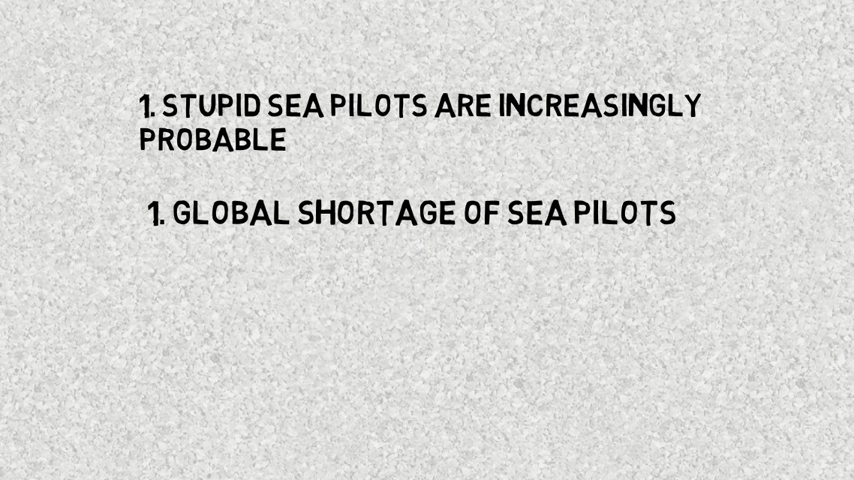 1. STUPID SEA PILOTS ARE INCREASINGLY
PROBABLE
1. GLOBAL SHORTAGE OF SEA PILOTS